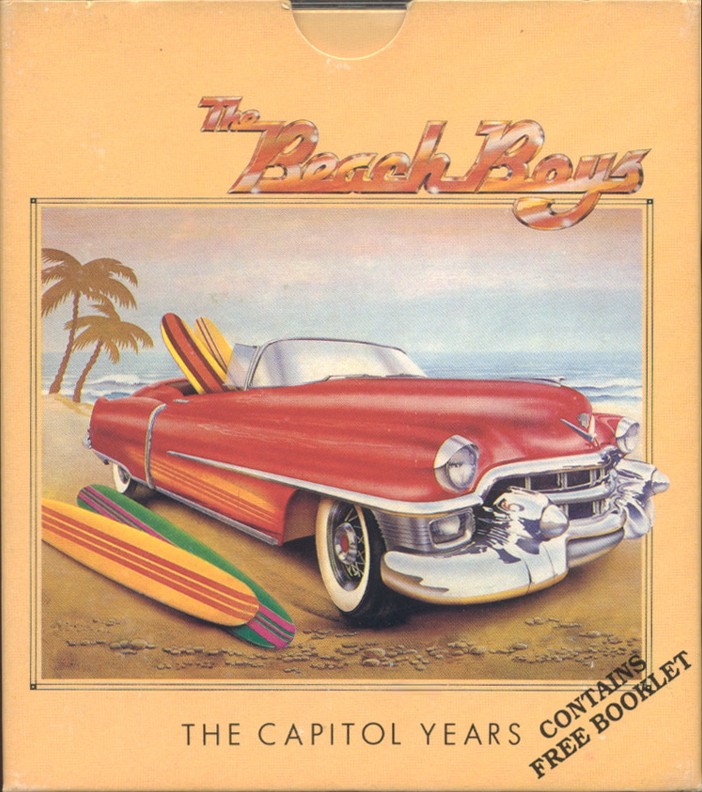 The Beach Boys
THE CAPITOL YEARS
CONTAINS
FREE BOOKLET